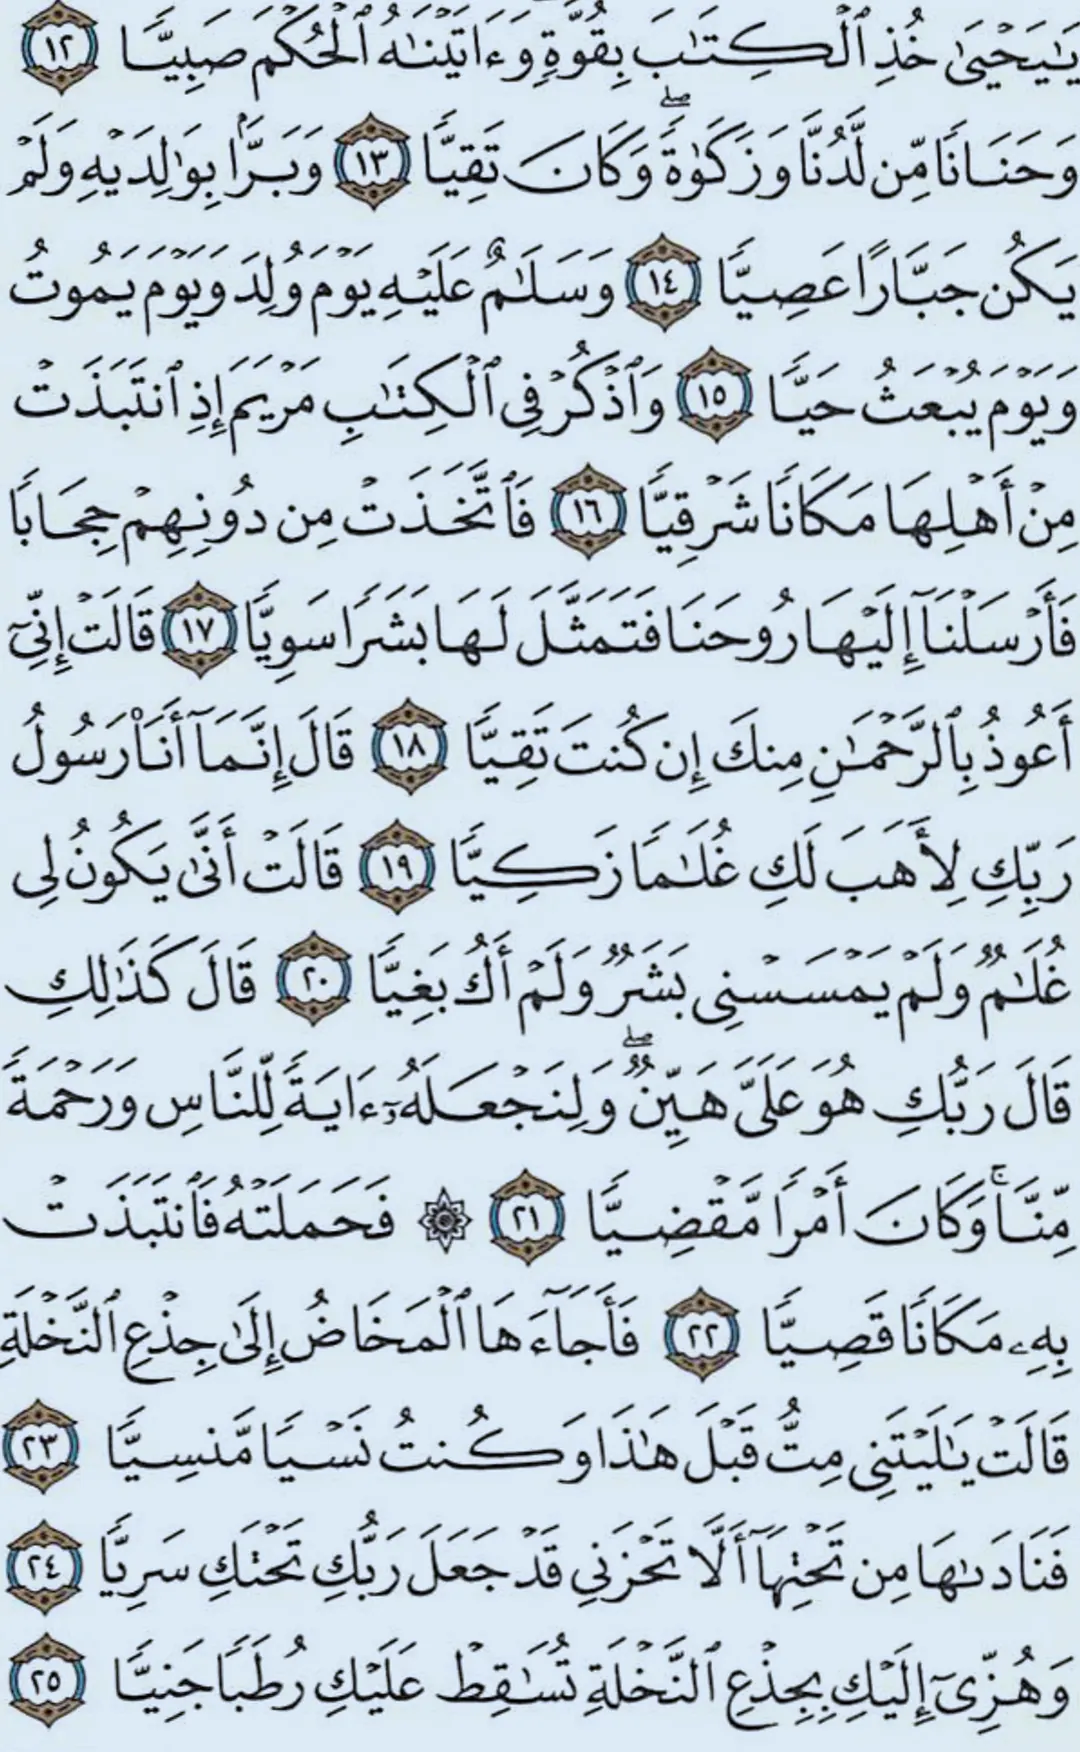 يَٰيَحۡيَىٰ خُذِ ٱلۡكِتَٰبَ بِقُوَّةٖۖ وَءَاتَيۡنَٰهُ ٱلۡحُكۡمَ صَبِيّٗا ١٢
وَحَنَانٗا مِّن لَّدُنَّا وَزَكَوٰةٗۖ وَكَانَ تَقِيّٗا ١٣ وَبَرَّۢا بِوَٰلِدَيۡهِ وَلَمۡ
يَكُن جَبَّارًا عَصِيّٗا ١٤ وَسَلَٰمٌ عَلَيۡهِ يَوۡمَ وُلِدَ وَيَوۡمَ يَمُوتُ
وَيَوۡمَ يُبۡعَثُ حَيّٗا ١٥ وَٱذۡكُرۡ فِي ٱلۡكِتَٰبِ مَرۡيَمَ إِذِ ٱنتَبَذَتۡ
مِنۡ أَهۡلِهَا مَكَانٗا شَرۡقِيّٗا ١٦ فَٱتَّخَذَتۡ مِن دُونِهِمۡ حِجَابٗا
فَأَرۡسَلۡنَآ إِلَيۡهَا رُوحَنَا فَتَمَثَّلَ لَهَا بَشَرٗا سَوِيّٗا ١٧ قَالَتۡ إِنِّيٓ
أَعُوذُ بِٱلرَّحۡمَٰنِ مِنكَ إِن كُنتَ تَقِيّٗا ١٨ قَالَ إِنَّمَآ أَنَا۠ رَسُولُ
رَبِّكِ لِأَهَبَ لَكِ غُلَٰمٗا زَكِيّٗا ١٩ قَالَتۡ أَنَّىٰ يَكُونُ لِي
غُلَٰمٞ وَلَمۡ يَمۡسَسۡنِي بَشَرٞ وَلَمۡ أَكُ بَغِيّٗا ٢٠ قَالَ كَذَٰلِكِ
قَالَ رَبُّكِ هُوَ عَلَيَّ هَيِّنٞۖ وَلِنَجۡعَلَهُۥٓ ءَايَةٗ لِّلنَّاسِ وَرَحۡمَةٗ
مِّنَّاۚ وَكَانَ أَمۡرٗا مَّقۡضِيّٗا ٢١ ۞ فَحَمَلَتۡهُ فَٱنتَبَذَتۡ
بِهِۦ مَكَانٗا قَصِيّٗا ٢٢ فَأَجَآءَهَا ٱلۡمَخَاضُ إِلَىٰ جِذۡعِ ٱلنَّخۡلَةِ
قَالَتۡ يَٰلَيۡتَنِي مِتُّ قَبۡلَ هَٰذَا وَكُنتُ نَسۡيٗا مَّنسِيّٗا ٢٣
فَنَادَىٰهَا مِن تَحۡتِهَآ أَلَّا تَحۡزَنِي قَدۡ جَعَلَ رَبُّكِ تَحۡتَكِ سَرِيّٗا ٢٤
وَهُزِّيٓ إِلَيۡكِ بِجِذۡعِ ٱلنَّخۡلَةِ تُسَٰقِطۡ عَلَيۡكِ رُطَبٗا جَنِيّٗا ٢٥